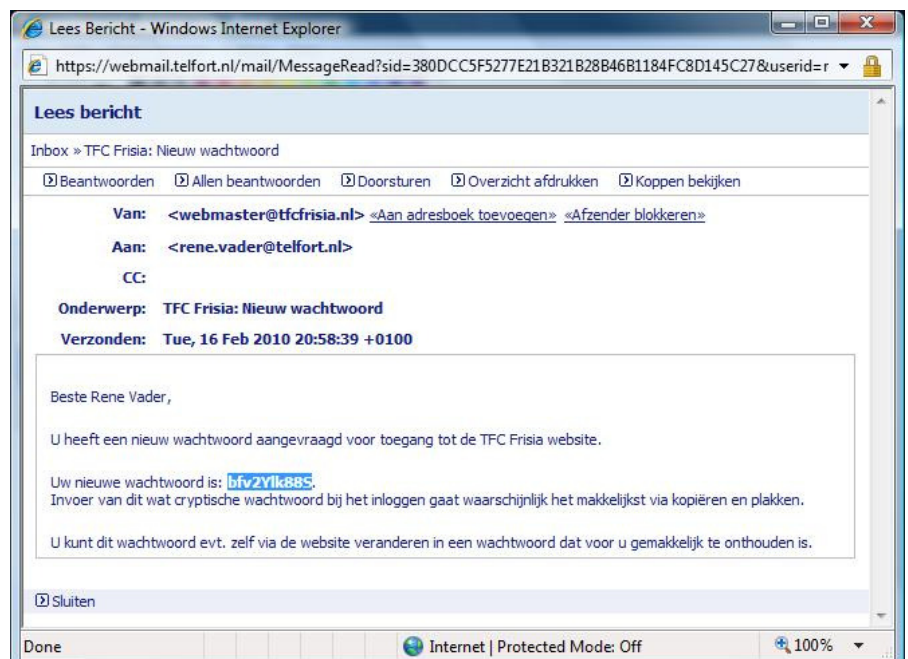 Lees Bericht - Windows Internet Explorer
https://webmail.telfort.nl/mail/MessageRead?sid=380DCC5F5277E21B321B28B46B1184FC8D145C27&userid=r
Lees bericht
Inbox » TFC Frisia: Nieuw wachtwoord
Beantwoorden Allen beantwoorden Doorsturen Overzicht afdrukken Koppen bekijken
Van: <webmaster@tfcfrisia.nl> «Aan adresboek toevoegen» «Afzender blokkeren»
Aan: <rene.vader@telfort.nl>
CC:
Onderwerp: TFC Frisia: Nieuw wachtwoord
Verzonden: Tue, 16 Feb 2010 20:58:39 +0100
Beste Rene Vader,
U heeft een nieuw wachtwoord aangevraagd voor toegang tot de TFC Frisia website.
Uw nieuwe wachtwoord is: bfv2Ylk88S.
Invoer van dit wat cryptische wachtwoord bij het inloggen gaat waarschijnlijk het makkelijkst via kopiëren en plakken.
U kunt dit wachtwoord evt. zelf via de website veranderen in een wachtwoord dat voor u gemakkelijk te onthouden is.
Sluiten
Done Internet | Protected Mode: Off 100%